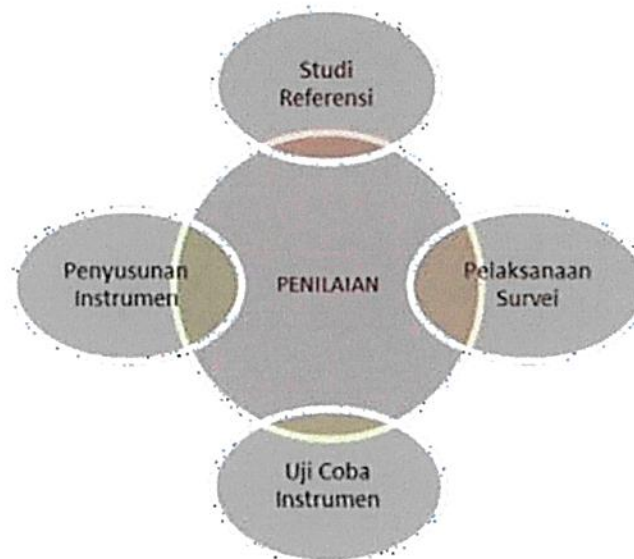 Studi
Referensi
Penyusunan
Instrumen
PENILAIAN
Pelaksanaan
Survei
Uji Coba
Instrumen